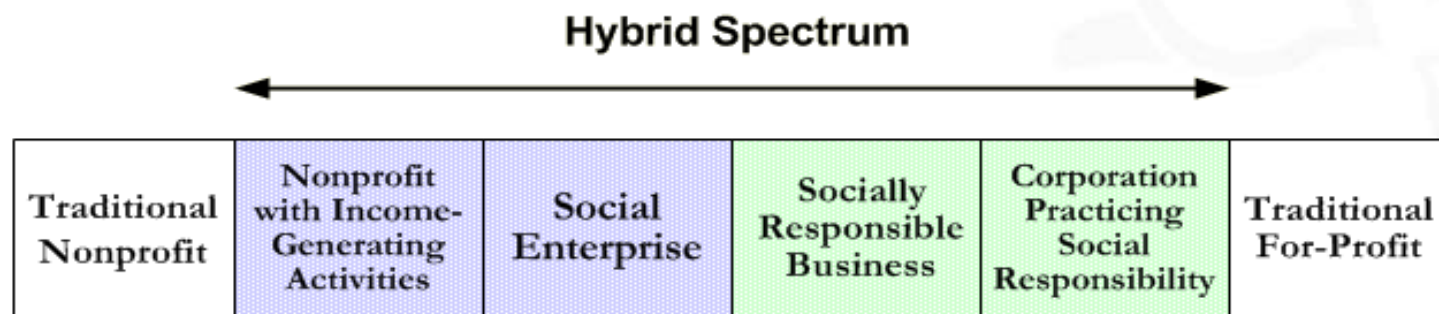 Hybrid Spectrum
Traditional
Nonprofit
Nonprofit
with Income-
Generating
Activities
Social
Enterprise
Socially
Responsible
Business
Corporation
Practicing
Social
Responsibility
Traditional
For-Profit